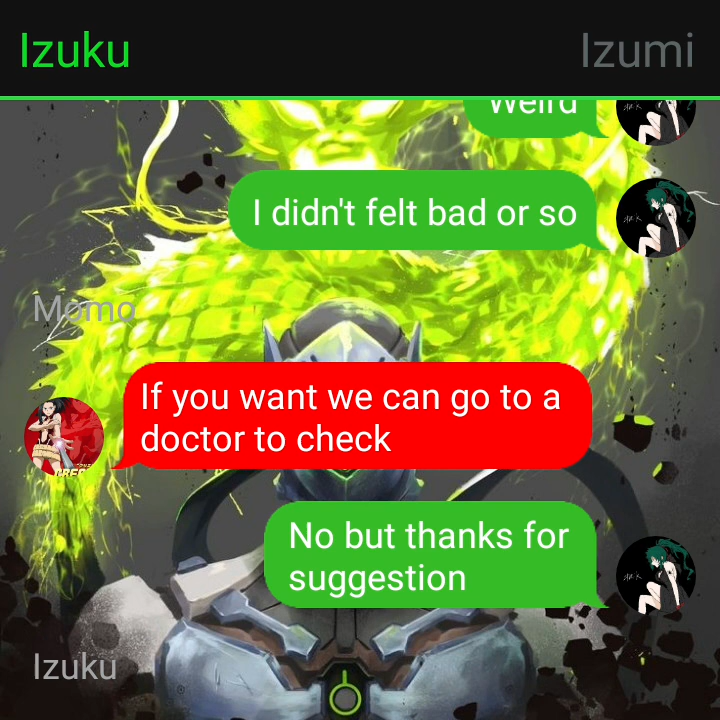 Izuku
Izumi
Weird
I didn't felt bad or so
Momo
If you want we can go to a
doctor to check
No but thanks for
suggestion
Izuku